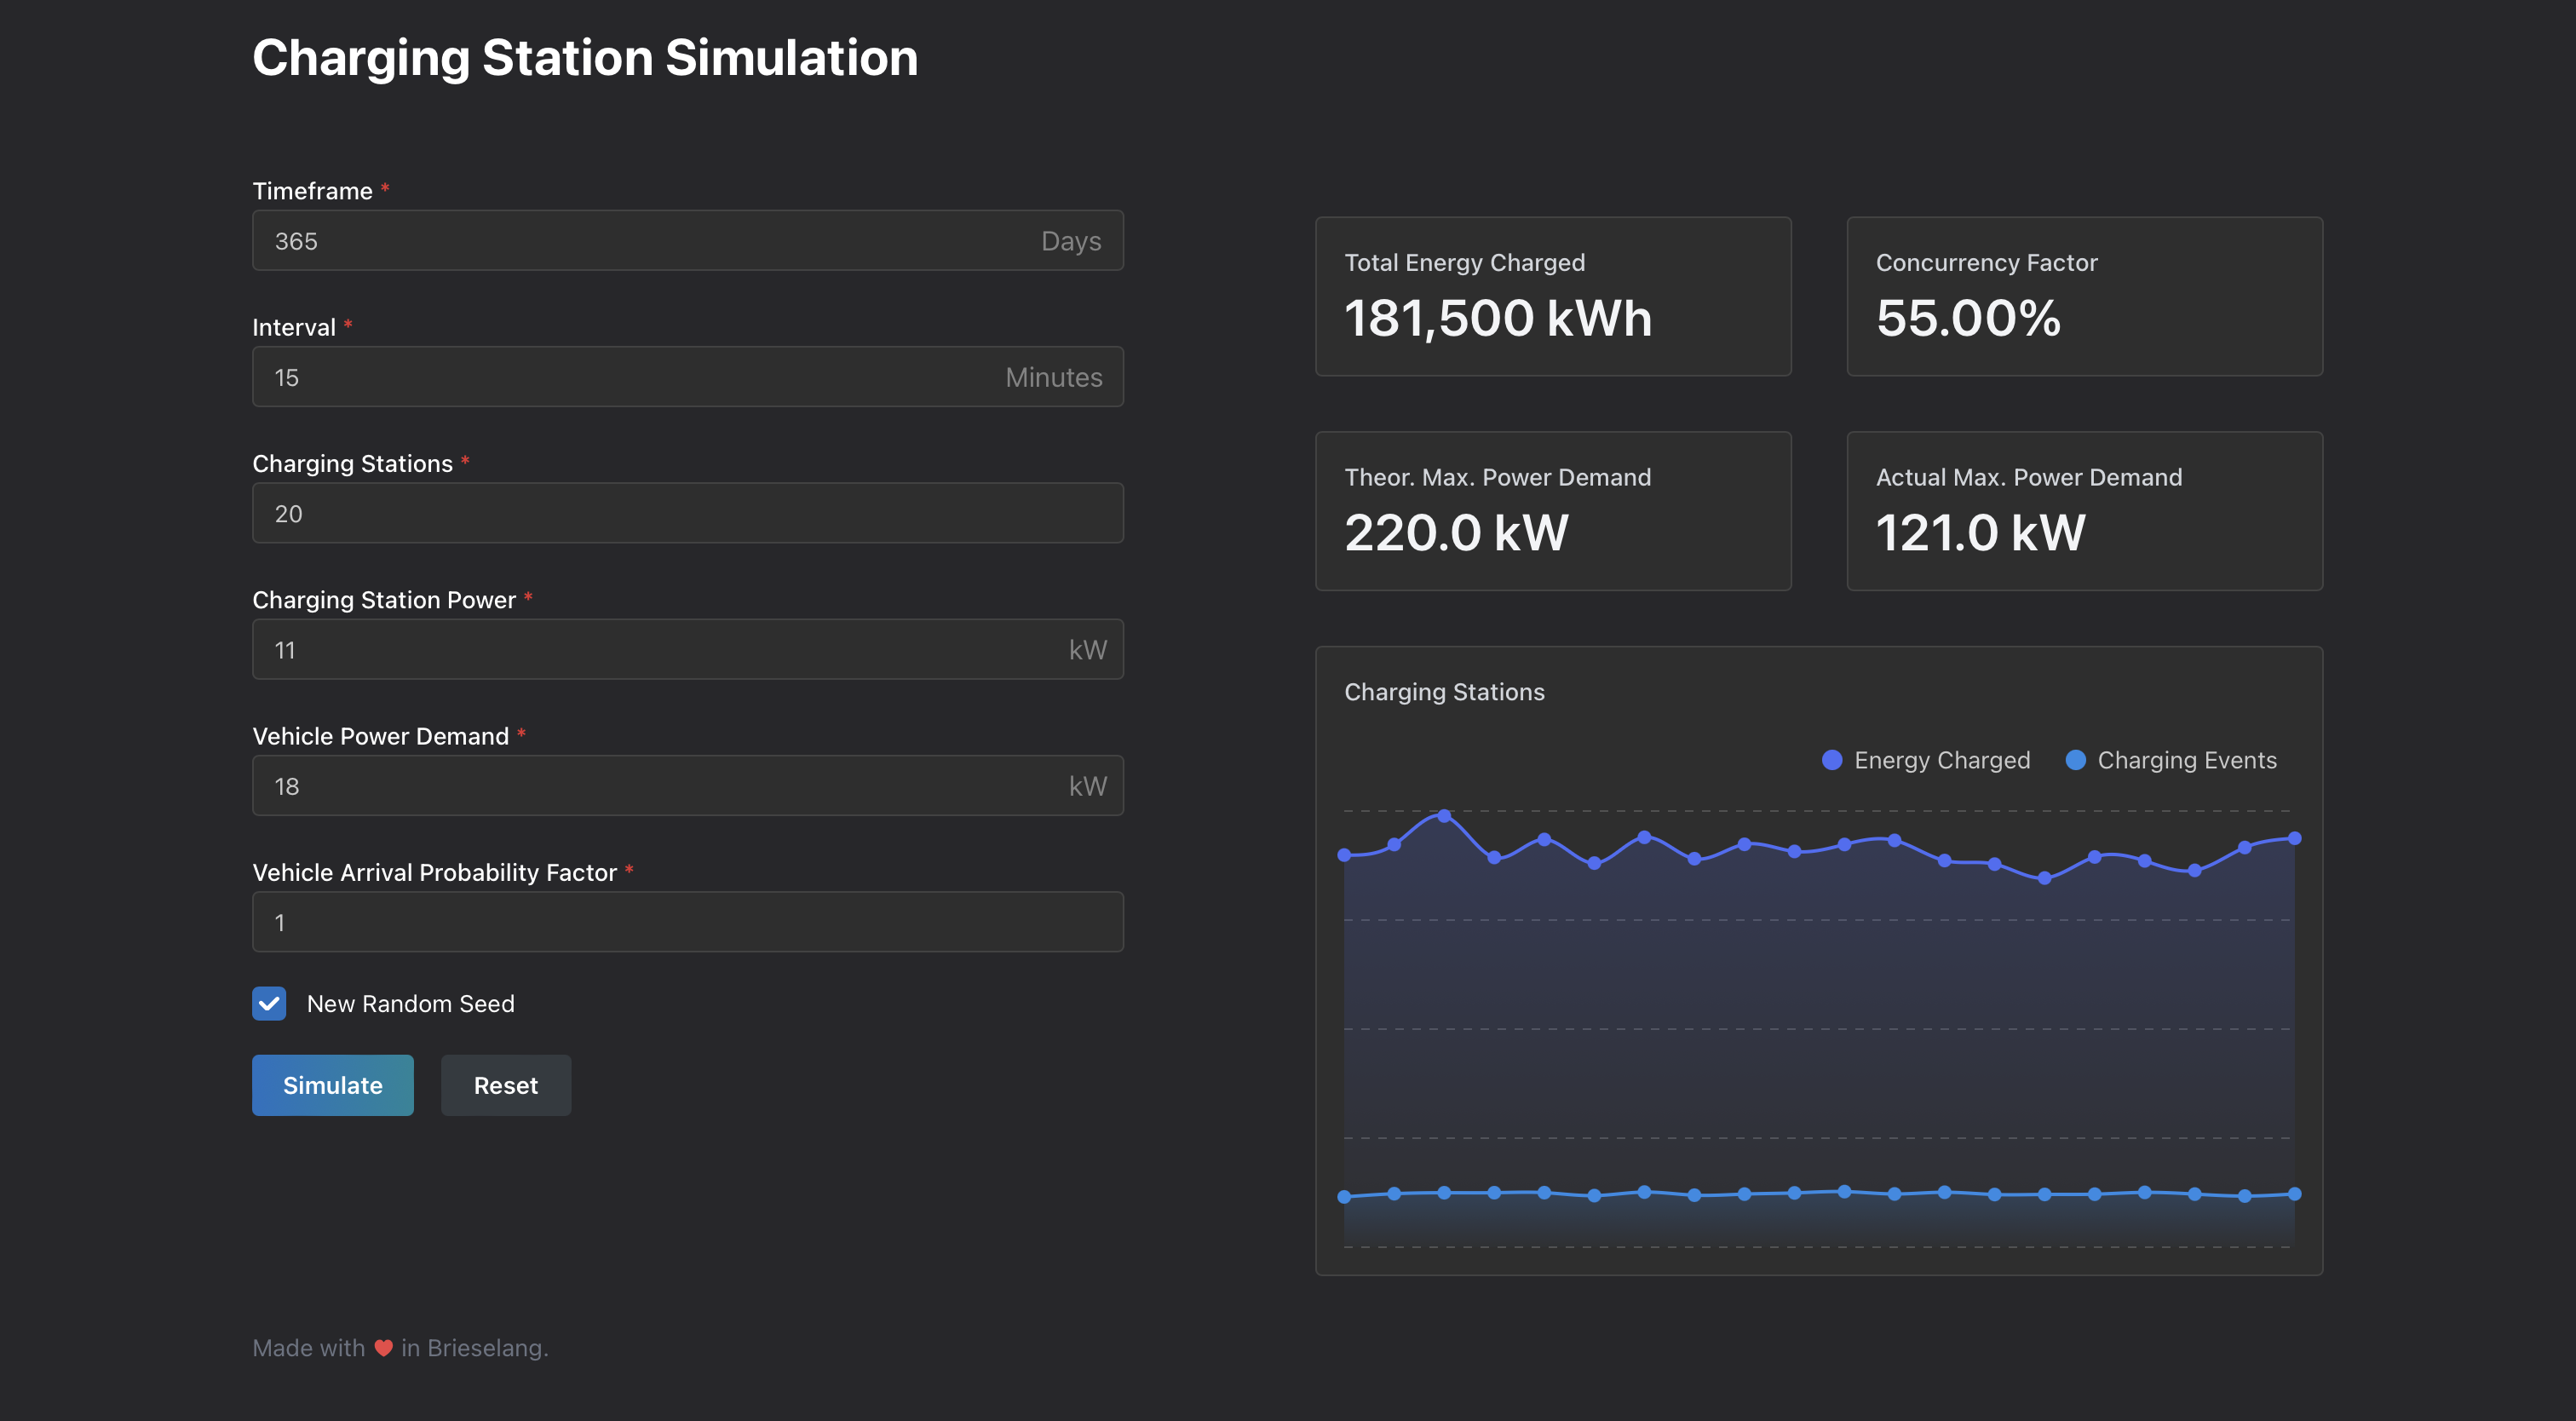 Charging Station Simulation
Timeframe *
365 Days
Interval *
15 Minutes
Charging Stations *
20
Charging Station Power *
11 kW
Vehicle Power Demand *
18 kW
Vehicle Arrival Probability Factor *
1
New Random Seed
Simulate Reset
Total Energy Charged
181,500 kWh
Concurrency Factor
55.00%
Theor. Max. Power Demand
220.0 kW
Actual Max. Power Demand
121.0 kW
Charging Stations
Energy Charged Charging Events
Made with ❤️ in Brieselang.